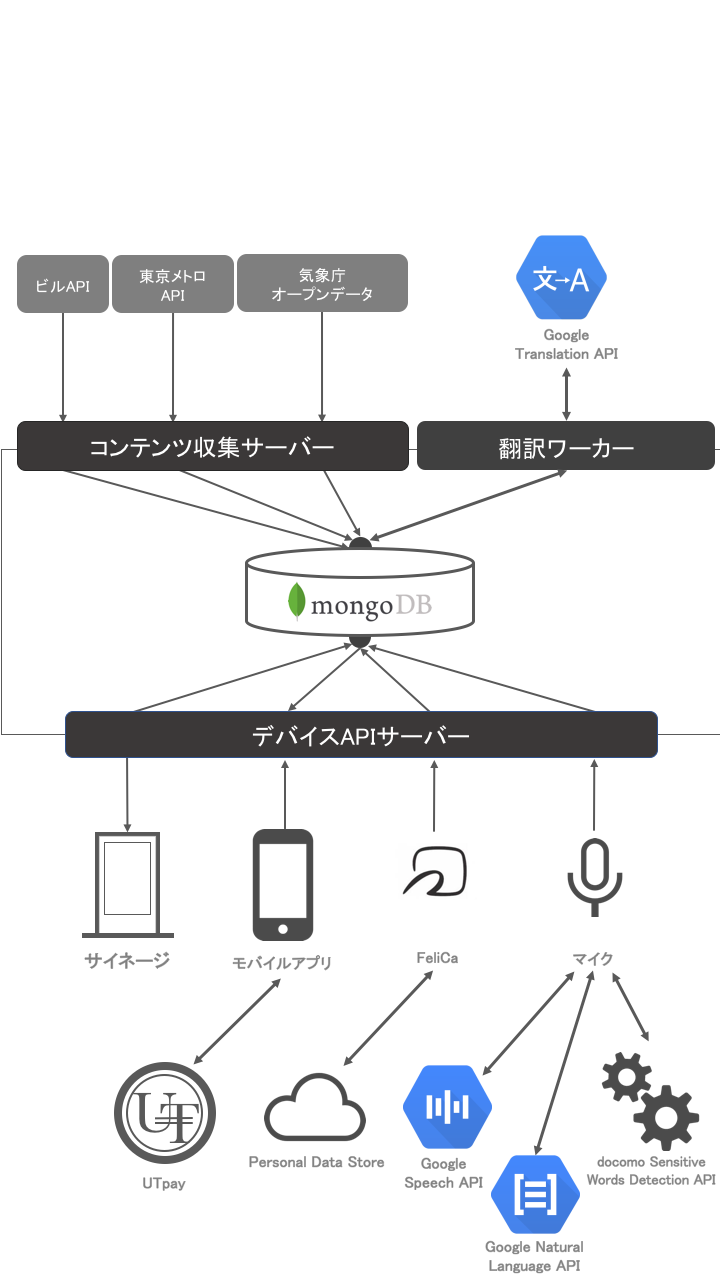 ビルAPI
東京メトロ
API
気象庁
オープンデータ
文→A
Google
Translation API
コンテンツ収集サーバー
翻訳ワーカー
mongoDB
デバイスAPIサーバー
サイネージ
モバイルアプリ
FeliCa
マイク
UT
UTpay
Personal Data Store
Google
Speech API
docomo Sensitive
Words Detection API
Google Natural
Language API